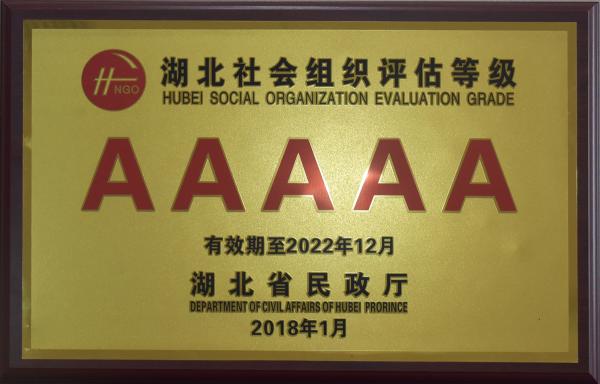 NGO
湖北社会组织评估等级
HUBEI SOCIAL ORGANIZATION EVALUATION GRADE
AAAAA
有效期至2022年12月
湖北省民政厅
DEPARTMENT OF CIVIL AFFAIRS OF HUBEI PRORINCE
2018年1月